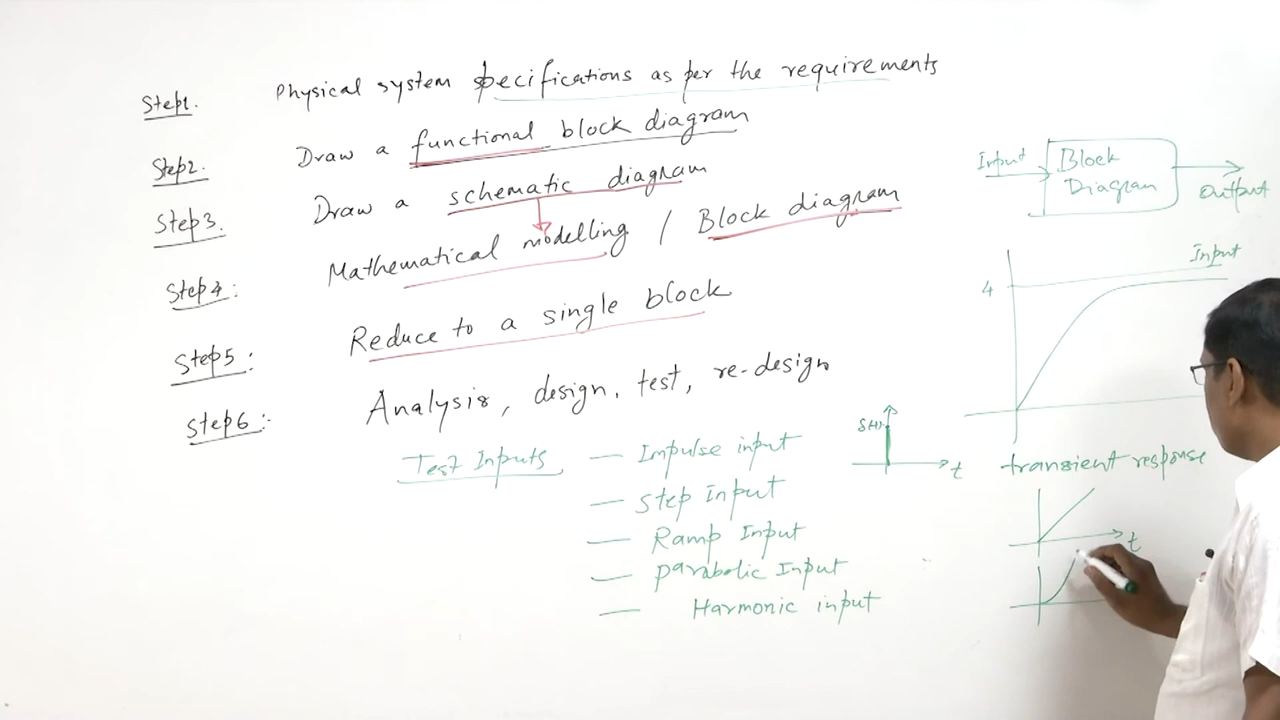 Step1. Physical system specifications as per the requirements
Step2. Draw a functional block diagram
Step3. Draw a schematic diagram
Step4: Mathematical modelling / Block diagram
Step5: Reduce to a single block
Step6:- Analysis, design, test, re-design
Test Inputs — Impulse input
— Step Input
— Ramp Input
— Parabolic Input
— Harmonic input
Input
Block
Diagram
Output
Input
4
t
transient response
t